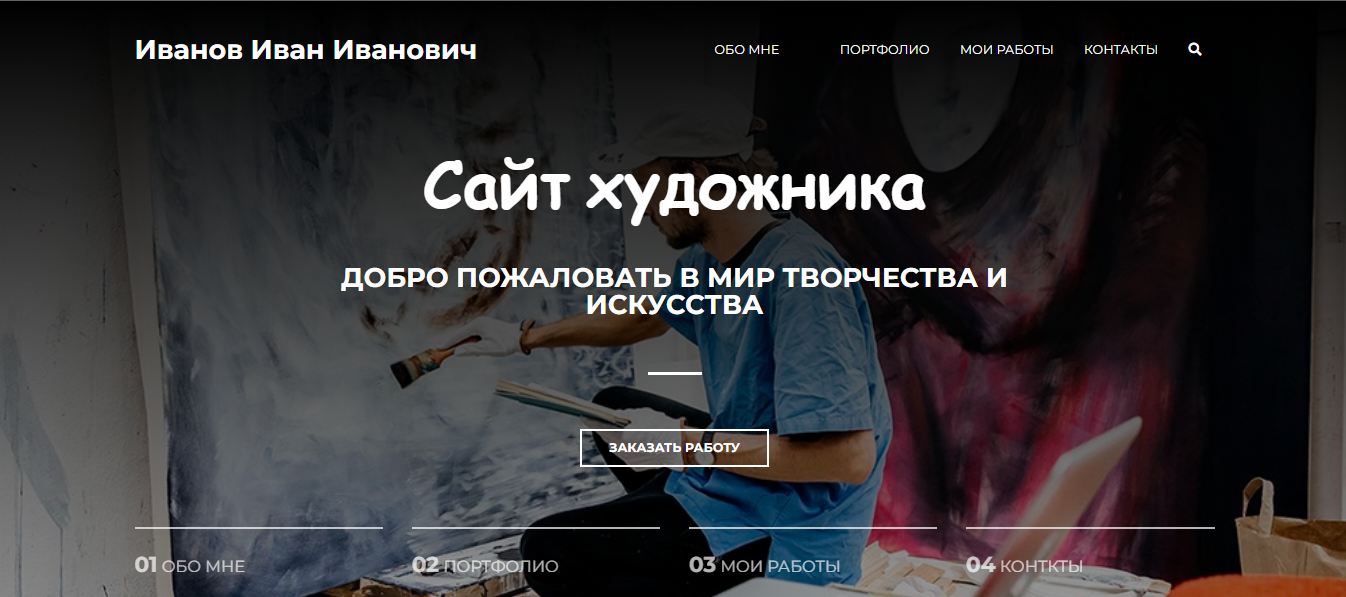 Иванов Иван Иванович
ОБО МНЕ ПОРТФОЛИО МОИ РАБОТЫ КОНТАКТЫ
Сайт художника
ДОБРО ПОЖАЛОВАТЬ В МИР ТВОРЧЕСТВА И
ИСКУССТВА
ЗАКАЗАТЬ РАБОТУ
01 ОБО МНЕ
02 ПОРТФОЛИО
03 МОИ РАБОТЫ
04 КОНТКТЫ